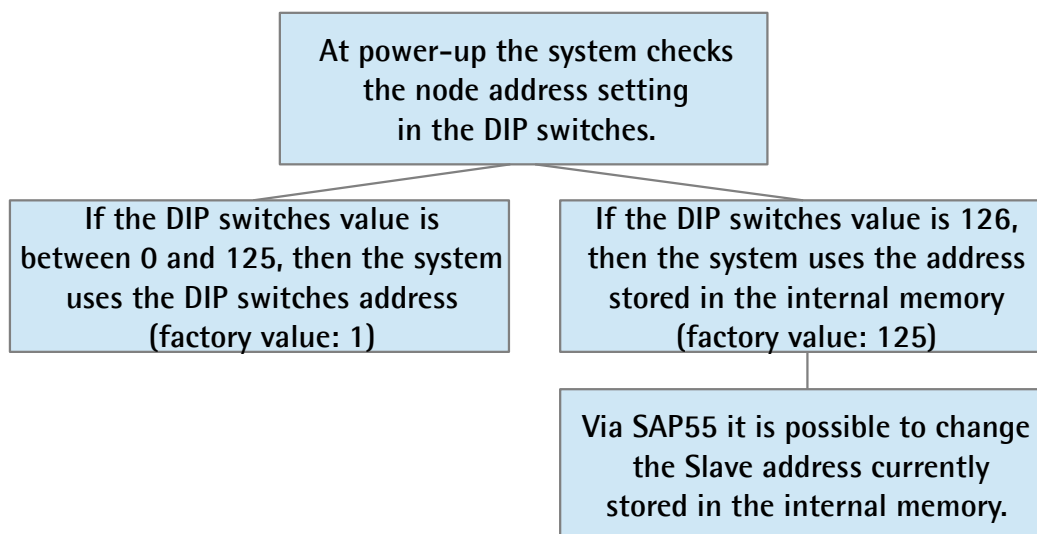 At power-up the system checks
the node address setting
in the DIP switches.
If the DIP switches value is
between 0 and 125, then the system
uses the DIP switches address
(factory value: 1)
If the DIP switches value is 126,
then the system uses the address
stored in the internal memory
(factory value: 125)
Via SAP55 it is possible to change
the Slave address currently
stored in the internal memory.